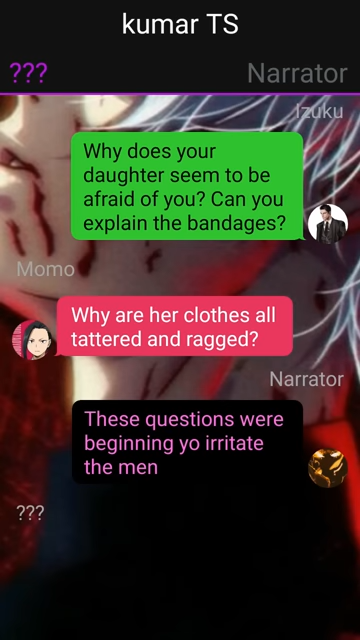 kumar TS
??? Narrator
Izuku
Why does your
daughter seem to be
afraid of you? Can you
explain the bandages?
Momo
Why are her clothes all
tattered and ragged?
Narrator
These questions were
beginning yo irritate
the men
???